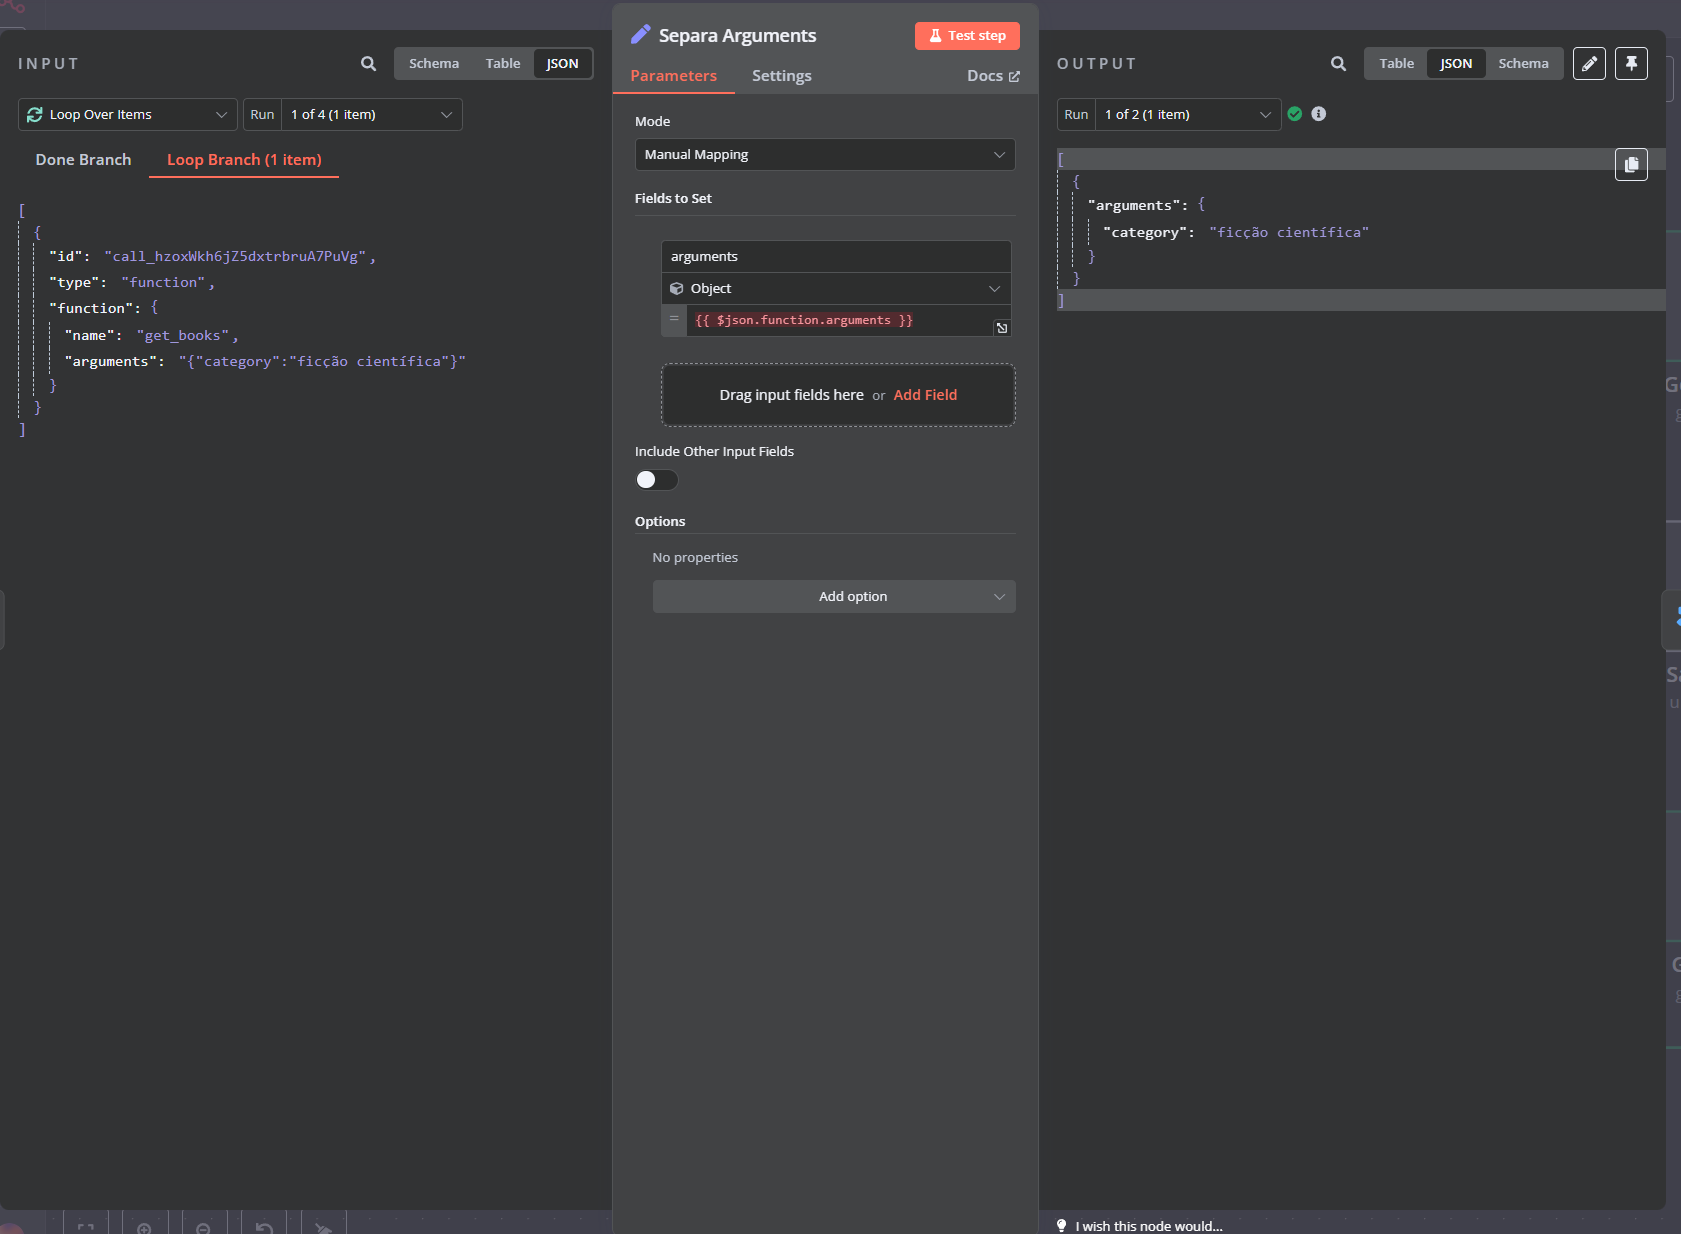 INPUT
Schema
Table
JSON
Loop Over Items
Run
1 of 4 (1 item)
Done Branch
Loop Branch (1 item)
[
{
"id": "call_hzoxWkh6jZ5dxtrbruA7PuVg",
"type": "function",
"function": {
"name": "get_books",
"arguments": "{"category":"ficção científica"}"
}
}
]
Separa Arguments
Test step
Parameters
Settings
Docs
Mode
Manual Mapping
Fields to Set
arguments
Object
= {{ $json.function.arguments }}
Drag input fields here or Add Field
Include Other Input Fields
Options
No properties
Add option
OUTPUT
Table
JSON
Schema
Run
1 of 2 (1 item)
[
{
"arguments": {
"category": "ficção científica"
}
}
]
I wish this node would...